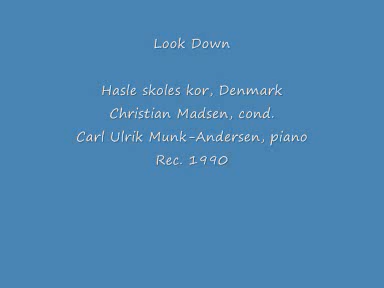 Look Down
Hasle skoles kor, Denmark
Christian Madsen, cond.
Carl Ulrik Munk-Andersen, piano
Rec. 1990